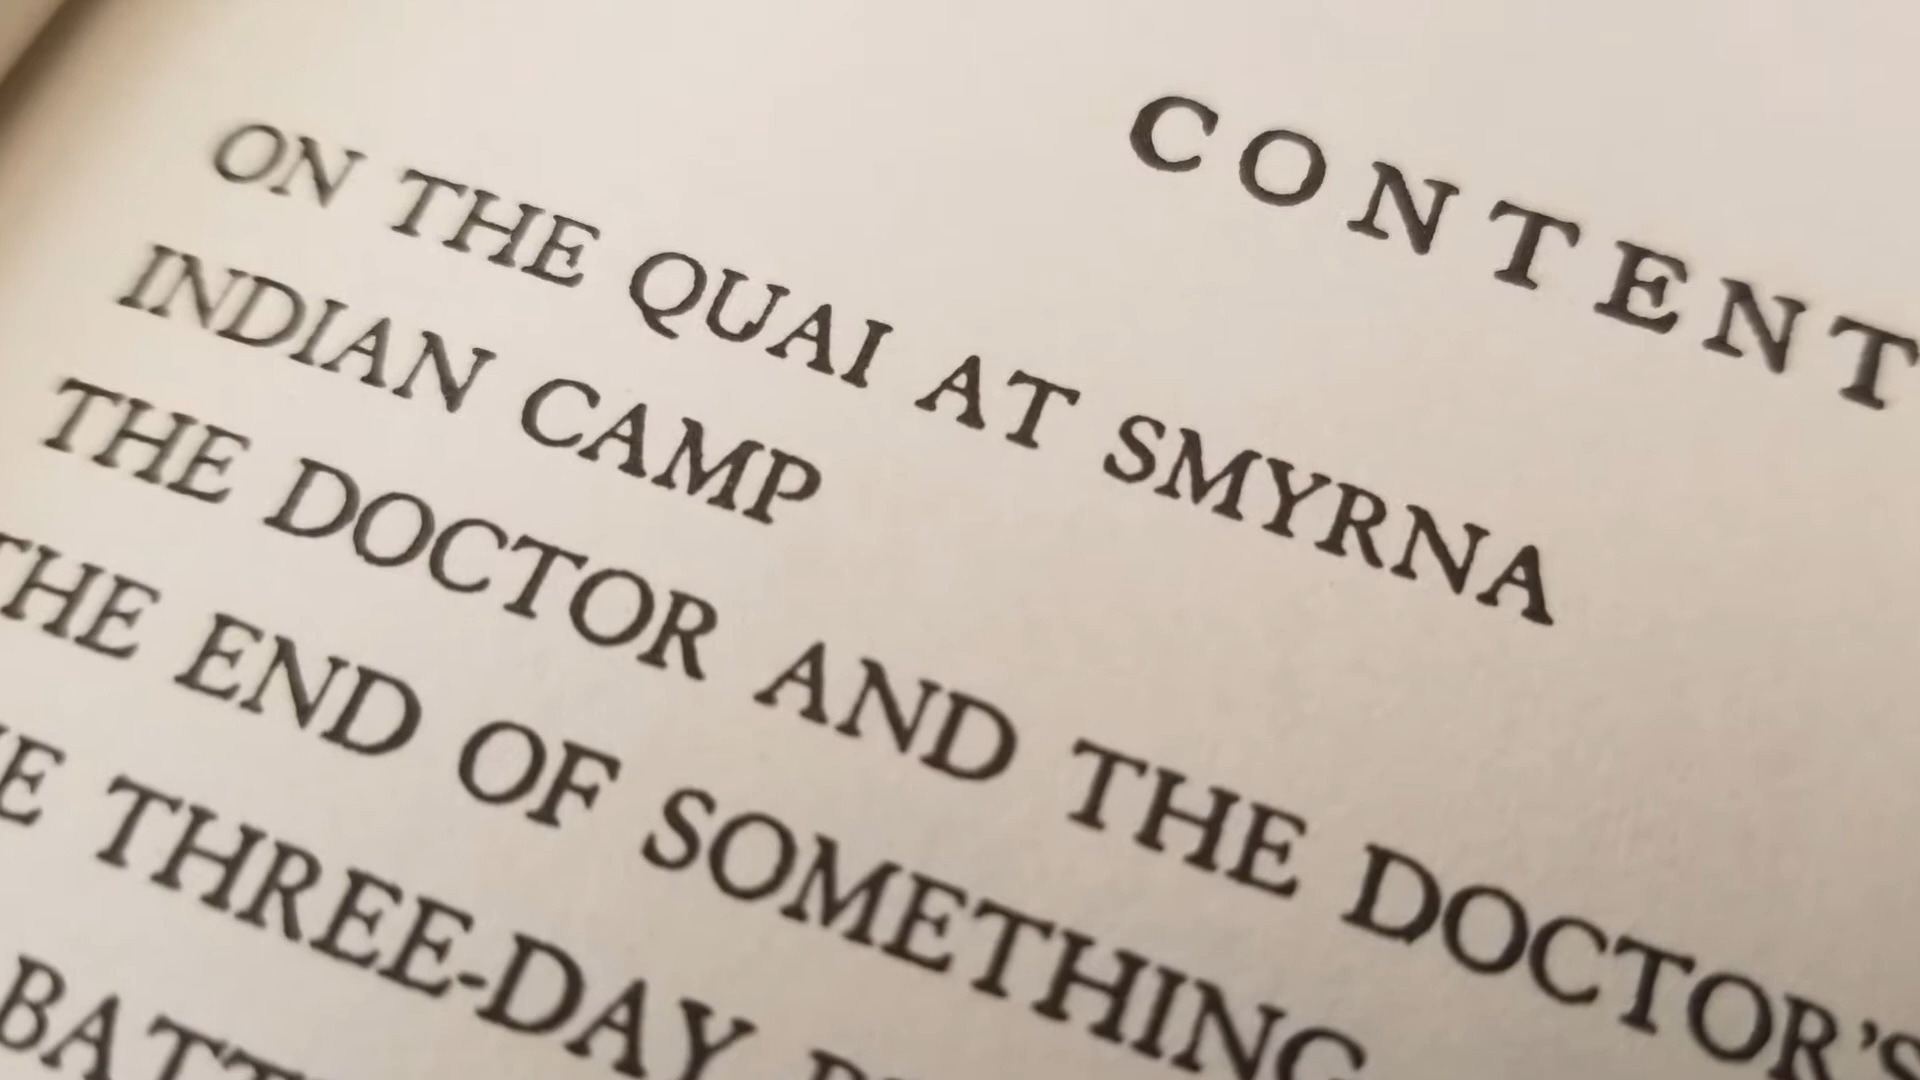 CONTENT
ON THE QUAI AT SMYRNA
INDIAN CAMP
THE DOCTOR AND THE DOCTOR'S
THE END OF SOMETHING
THREE-DAY